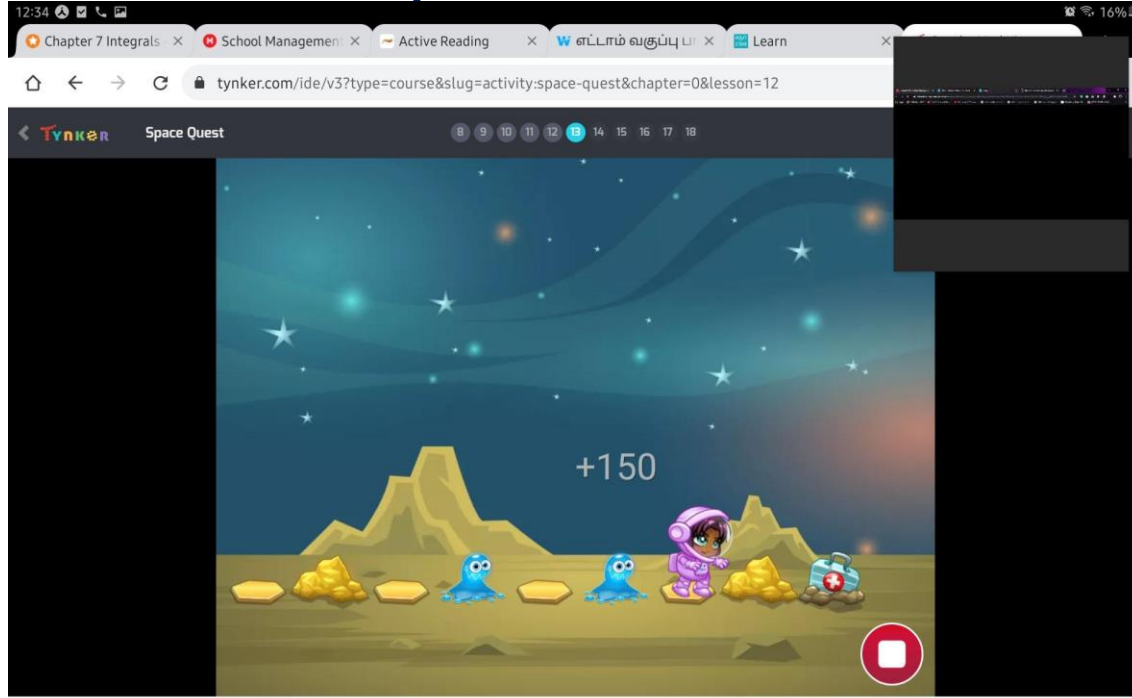 12:34 16%
Chapter 7 Integrals School Management Active Reading எட்டாம் வகுப்பு Learn
tynker.com/ide/v3?type=course&slug=activity:space-quest&chapter=0&lesson=12
TYNKER Space Quest 8 9 10 11 12 13 14 15 16 17 18
+150